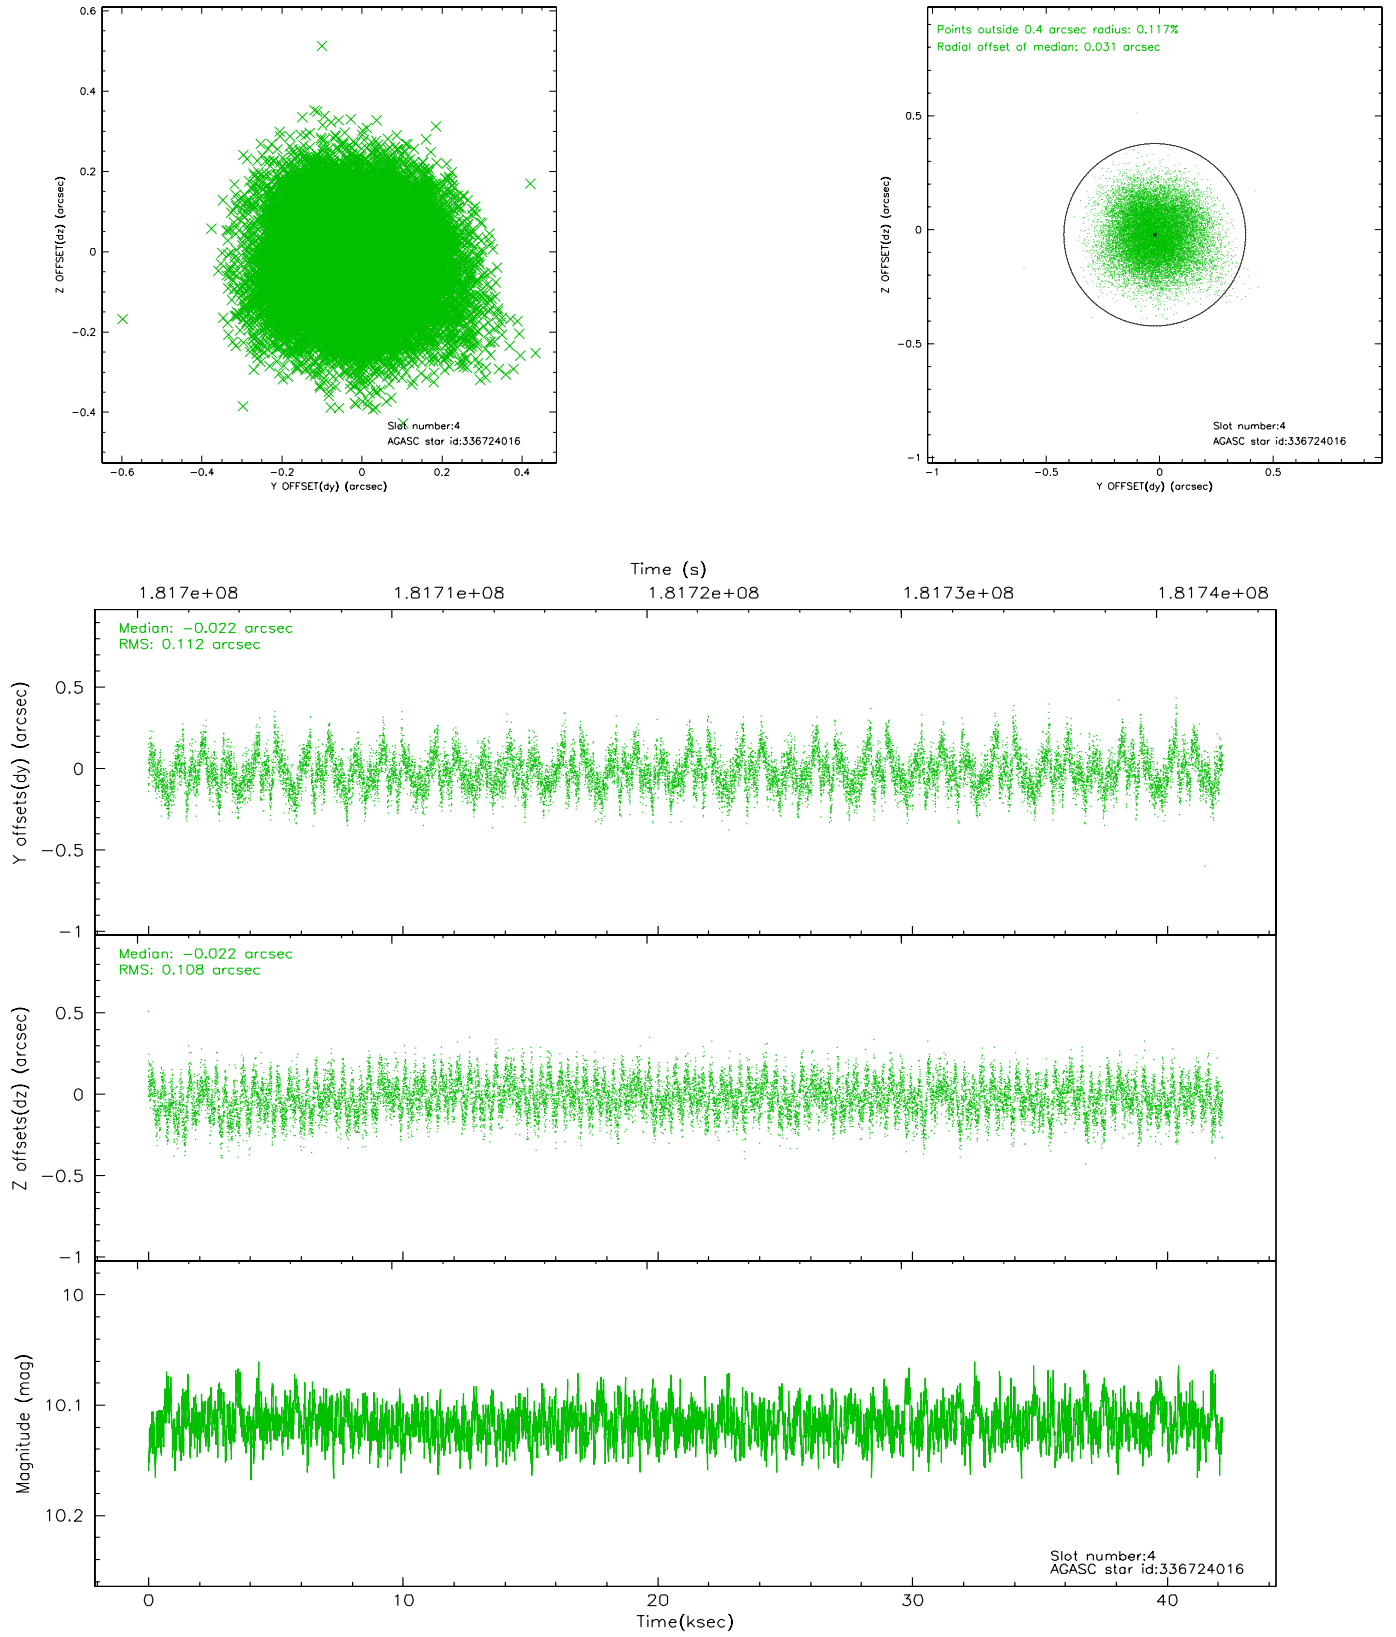 0.6
0.4
0.2
0
-0.2
-0.4
Z OFFSET(dz) (arcsec)
Slot number:4
AGASC star id:336724016
-0.6
-0.4
-0.2
0
0.2
0.4
Y OFFSET(dy) (arcsec)
Points outside 0.4 arcsec radius: 0.117%
Radial offset of median: 0.031 arcsec
0.5
0
-0.5
-1
Z OFFSET(dz) (arcsec)
Slot number:4
AGASC star id:336724016
-1
-0.5
0
0.5
Y OFFSET(dy) (arcsec)
Time (s)
1.817e+08
1.8171e+08
1.8172e+08
1.8173e+08
1.8174e+08
Median: -0.022 arcsec
RMS: 0.112 arcsec
0.5
0
-0.5
-1
Y offsets(dy) (arcsec)
Median: -0.022 arcsec
RMS: 0.108 arcsec
0.5
0
-0.5
-1
Z offsets(dz) (arcsec)
10
10.1
10.2
Magnitude (mag)
Slot number:4
AGASC star id:336724016
0
10
20
30
40
Time(ksec)